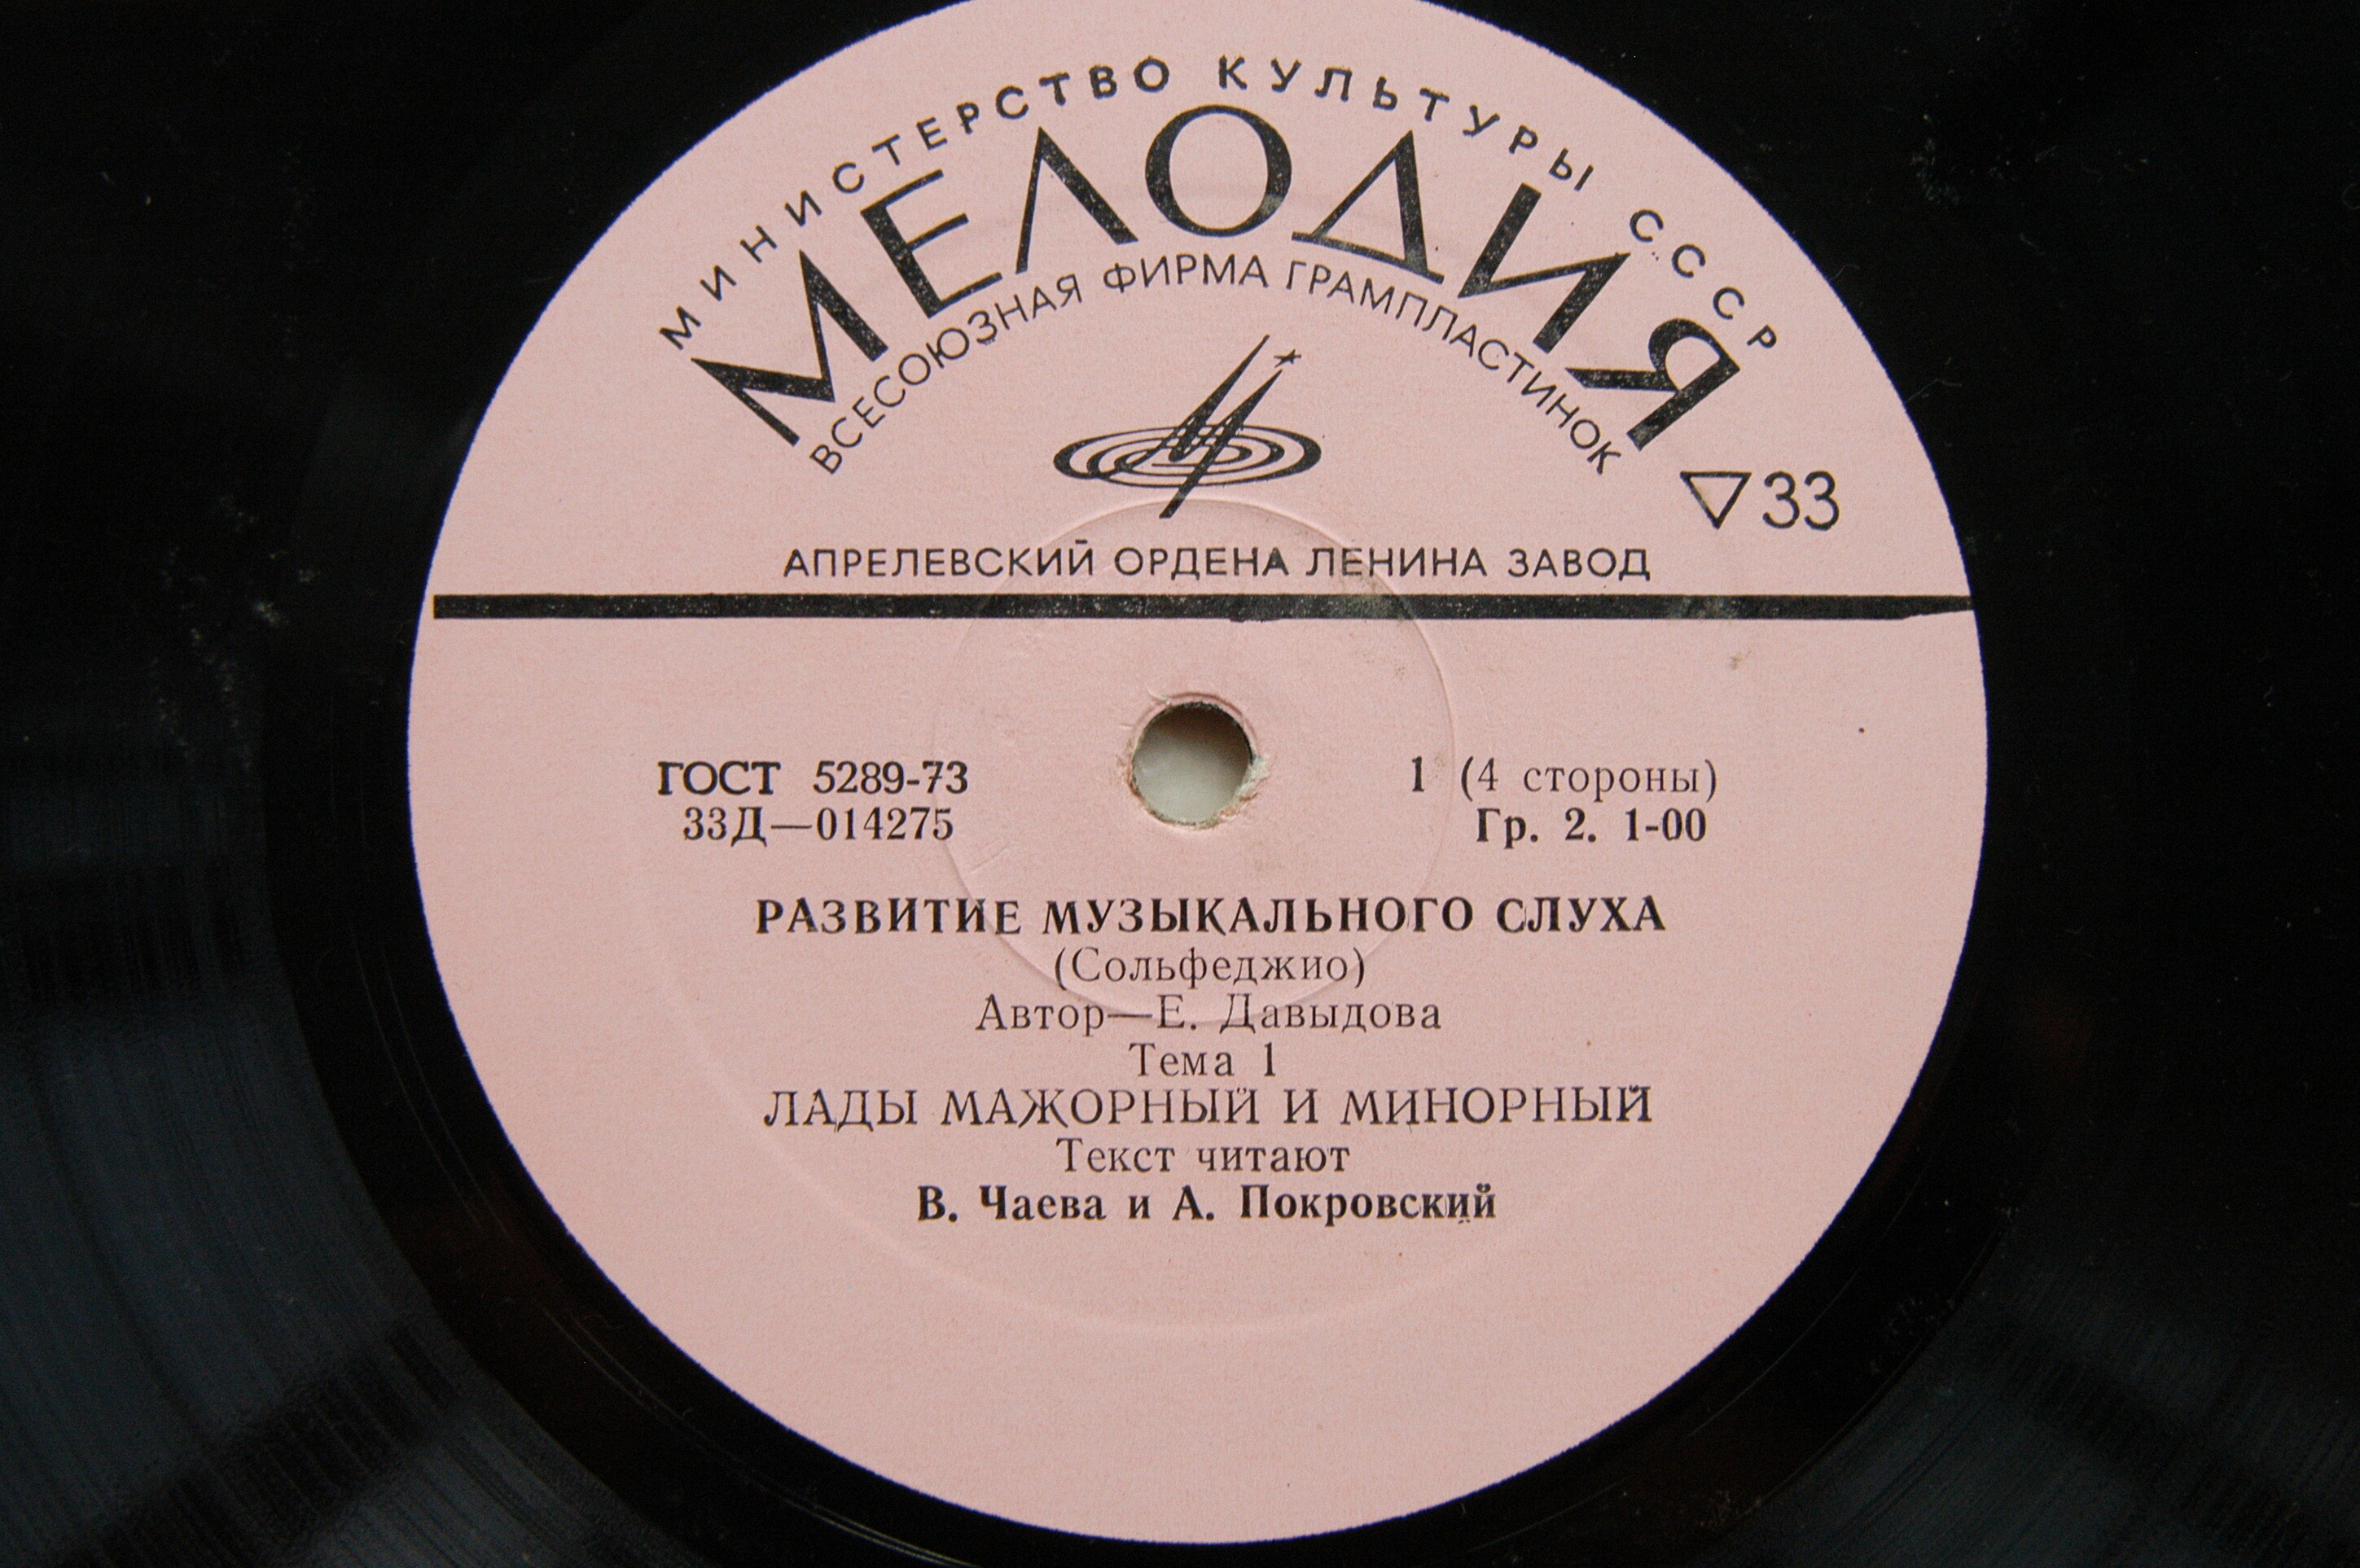 МИНИСТЕРСТВО КУЛЬТУРЫ СССР
МЕЛОДИЯ
ВСЕСОЮЗНАЯ ФИРМА ГРАМПЛАСТИНОК
▽33
АПРЕЛЕВСКИЙ ОРДЕНА ЛЕНИНА ЗАВОД
ГОСТ 5289-73
33Д—014275
1 (4 стороны)
Гр. 2. 1-00
РАЗВИТИЕ МУЗЫКАЛЬНОГО СЛУХА
(Сольфеджио)
Автор—Е. Давыдова
Тема 1
ЛАДЫ МАЖОРНЫЙ И МИНОРНЫЙ
Текст читают
В. Чаева и А. Покровский